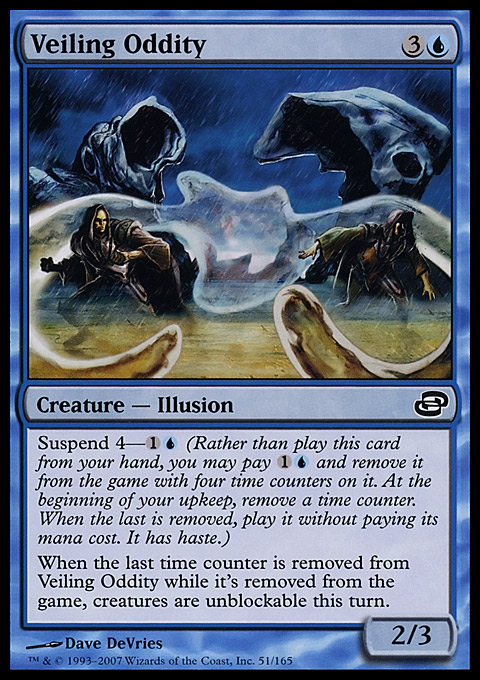 Veiling Oddity 3
Creature — Illusion
Suspend 4—1 (Rather than play this card
from your hand, you may pay 1 and remove it
from the game with four time counters on it. At the
beginning of your upkeep, remove a time counter.
When the last is removed, play it without paying its
mana cost. It has haste.)
When the last time counter is removed from
Veiling Oddity while it's removed from the
game, creatures are unblockable this turn.
2/3
Dave DeVries
™ & © 1993–2007 Wizards of the Coast, Inc. 51/165